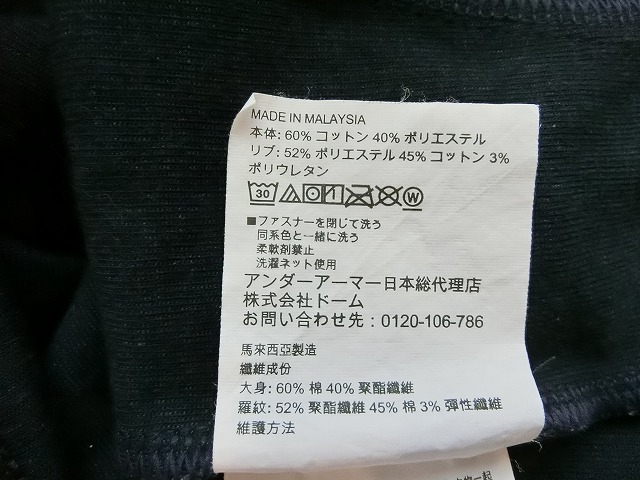 MADE IN MALAYSIA
本体: 60% コットン 40% ポリエステル
リブ: 52% ポリエステル 45% コットン 3%
ポリウレタン
30 W
■ファスナーを閉じて洗う
同系色と一緒に洗う
柔軟剤禁止
洗濯ネット使用
アンダーアーマー日本総代理店
株式会社ドーム
お問い合わせ先：0120-106-786
馬來西亞製造
纖維成份
大身: 60% 棉 40% 聚酯纖維
羅紋: 52% 聚酯纖維 45% 棉 3% 彈性纖維
維護方法